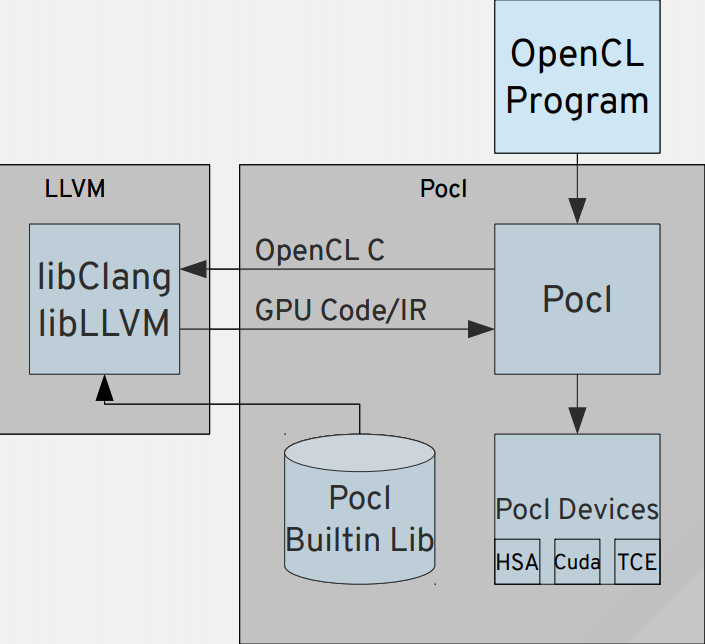 OpenCL
Program
LLVM
Pocl
libClang
libLLVM
OpenCL C
GPU Code/IR
Pocl
Pocl
Builtin Lib
Pocl Devices
HSA
Cuda
TCE